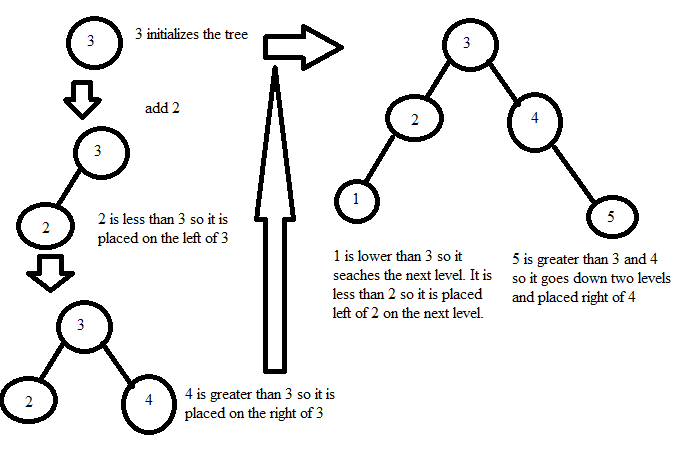 3
3 initializes the tree
add 2
3
2
2 is less than 3 so it is
placed on the left of 3
3
2
4
4 is greater than 3 so it is
placed on the right of 3
3
2
4
1
5
1 is lower than 3 so it
seaches the next level. It is
less than 2 so it is placed
left of 2 on the next level.
5 is greater than 3 and 4
so it goes down two levels
and placed right of 4